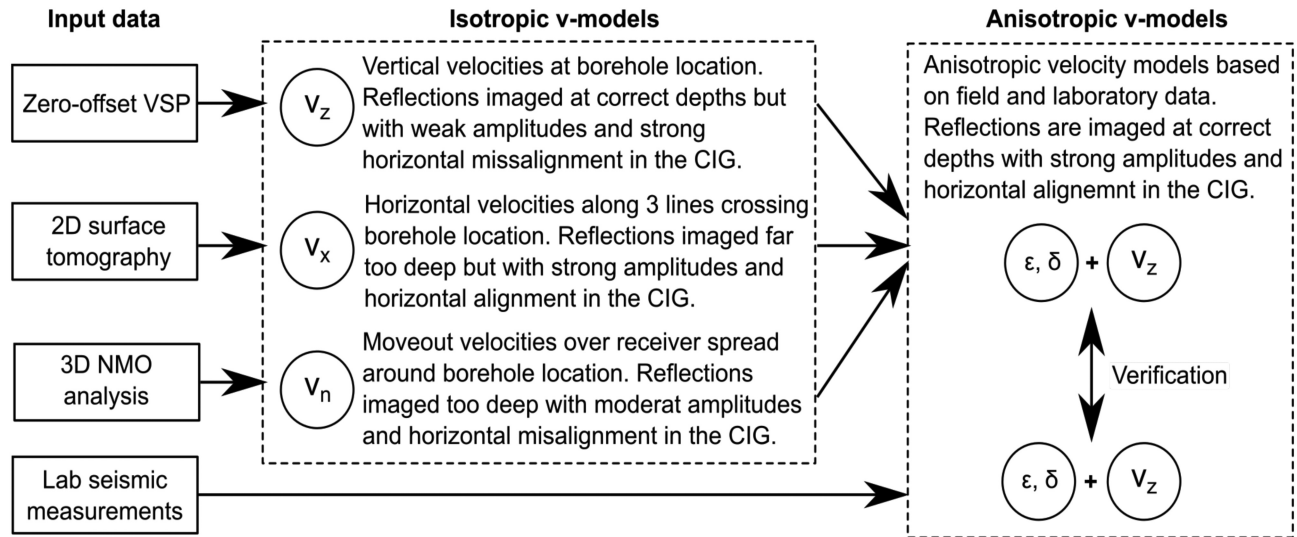 Input data
Isotropic v-models
Anisotropic v-models
Zero-offset VSP
Vz
Vertical velocities at borehole location.
Reflections imaged at correct depths but
with weak amplitudes and strong
horizontal missalignment in the CIG.
2D surface
tomography
Vx
Horizontal velocities along 3 lines crossing
borehole location. Reflections imaged far
too deep but with strong amplitudes and
horizontal alignment in the CIG.
3D NMO
analysis
Vn
Moveout velocities over receiver spread
around borehole location. Reflections
imaged too deep with moderat amplitudes
and horizontal misalignment in the CIG.
Lab seismic
measurements
Anisotropic velocity models based
on field and laboratory data.
Reflections are imaged at correct
depths with strong amplitudes and
horizontal alignemnt in the CIG.
ε, δ + Vz
Verification
ε, δ + Vz